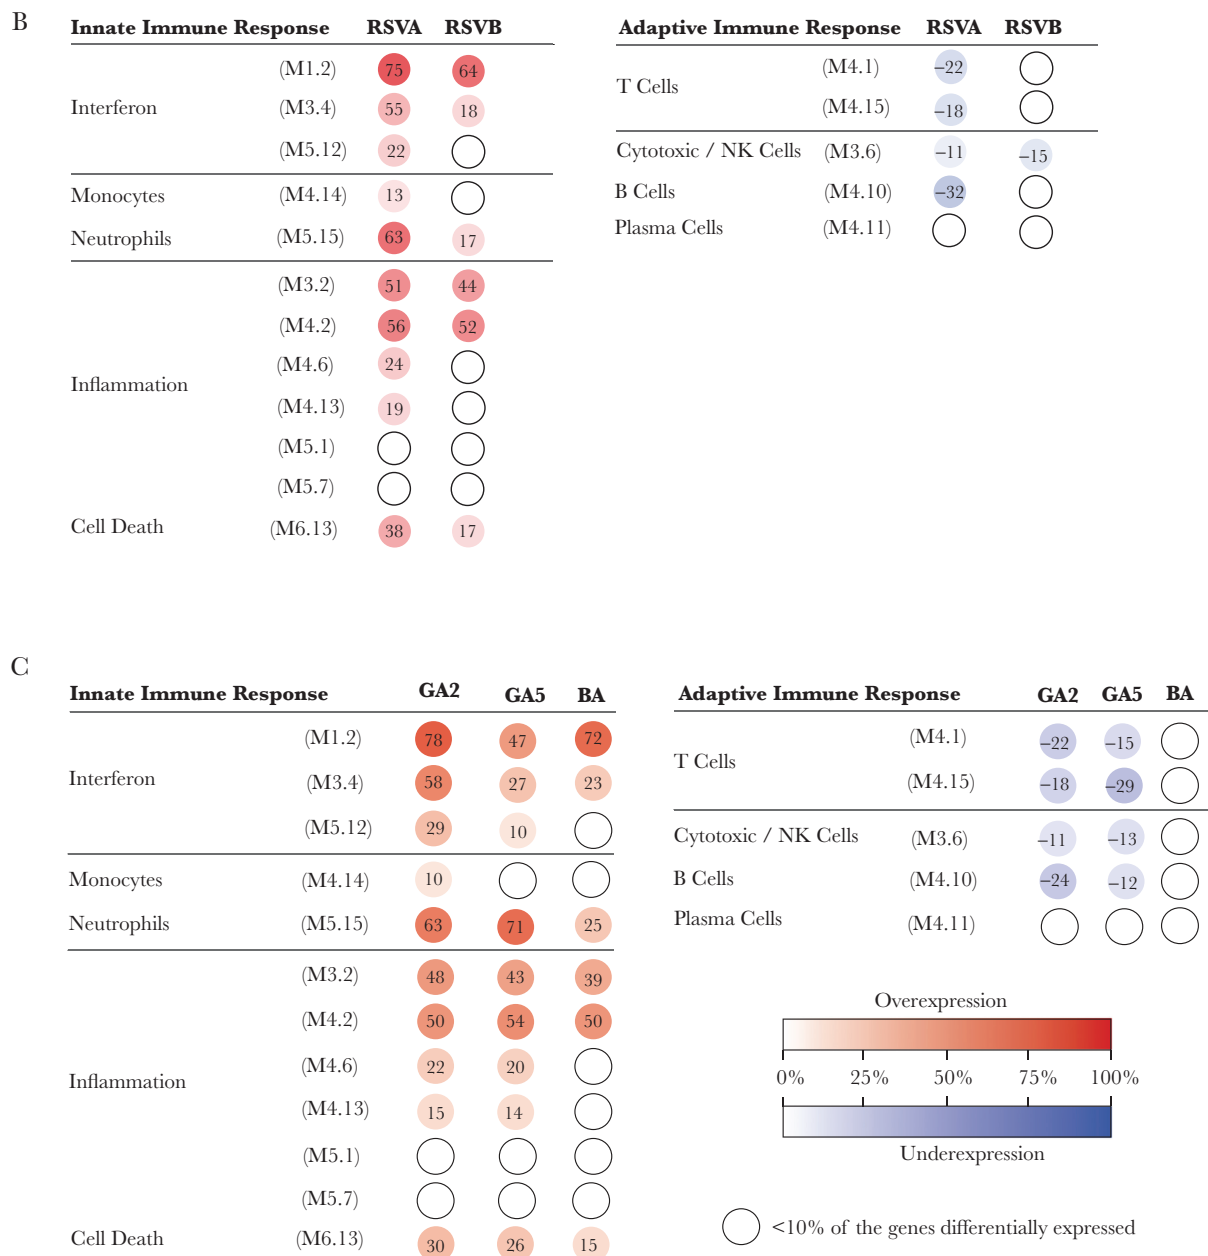 B
Innate Immune Response RSVA RSVB
(M1.2) 75 64
Interferon (M3.4) 55 18
(M5.12) 22
Monocytes (M4.14) 13
Neutrophils (M5.15) 63 17
(M3.2) 51 44
(M4.2) 56 52
(M4.6) 24
Inflammation
(M4.13) 19
(M5.1)
(M5.7)
Cell Death (M6.13) 38 17
Adaptive Immune Response RSVA RSVB
(M4.1) −22
T Cells
(M4.15) −18
Cytotoxic / NK Cells (M3.6) −11 −15
B Cells (M4.10) −32
Plasma Cells (M4.11)
C
Innate Immune Response GA2 GA5 BA
(M1.2) 78 47 72
Interferon (M3.4) 58 27 23
(M5.12) 29 10
Monocytes (M4.14) 10
Neutrophils (M5.15) 63 71 25
(M3.2) 48 43 39
(M4.2) 50 54 50
(M4.6) 22 20
Inflammation
(M4.13) 15 14
(M5.1)
(M5.7)
Cell Death (M6.13) 30 26 15
Adaptive Immune Response GA2 GA5 BA
(M4.1) −22 −15
T Cells
(M4.15) −18 −29
Cytotoxic / NK Cells (M3.6) −11 −13
B Cells (M4.10) −24 −12
Plasma Cells (M4.11)
Overexpression
0% 25% 50% 75% 100%
Underexpression
<10% of the genes differentially expressed